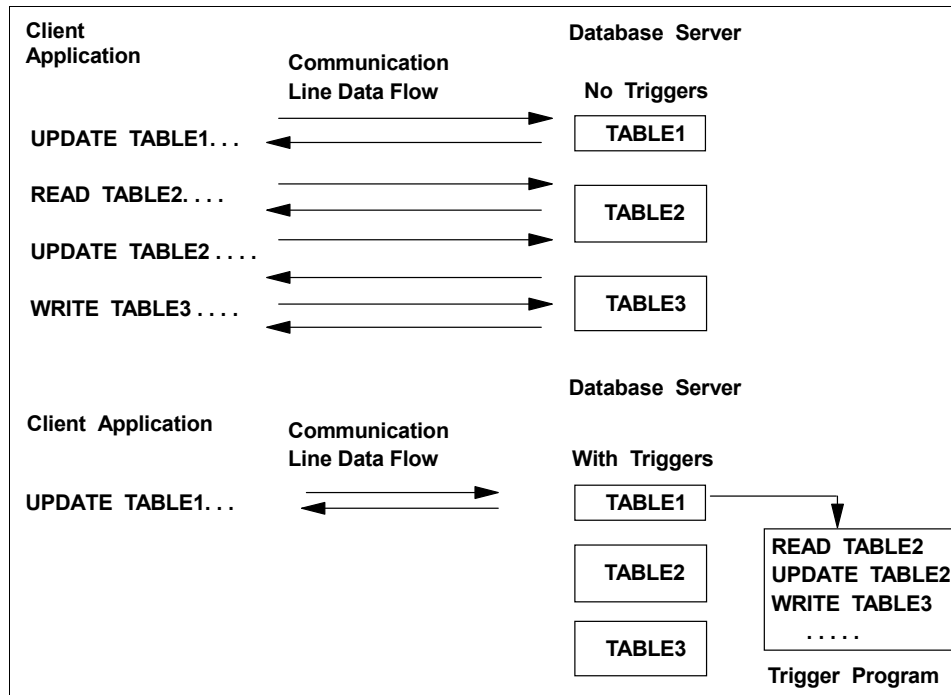 Client
Application
Database Server
Communication
Line Data Flow
No Triggers
UPDATE TABLE1. . .
TABLE1
READ TABLE2. . . .
TABLE2
UPDATE TABLE2 . . . .
WRITE TABLE3 . . . .
TABLE3
Database Server
Client Application
Communication
Line Data Flow
With Triggers
UPDATE TABLE1. . .
TABLE1
TABLE2
TABLE3
READ TABLE2
UPDATE TABLE2
WRITE TABLE3
. . . . .
Trigger Program